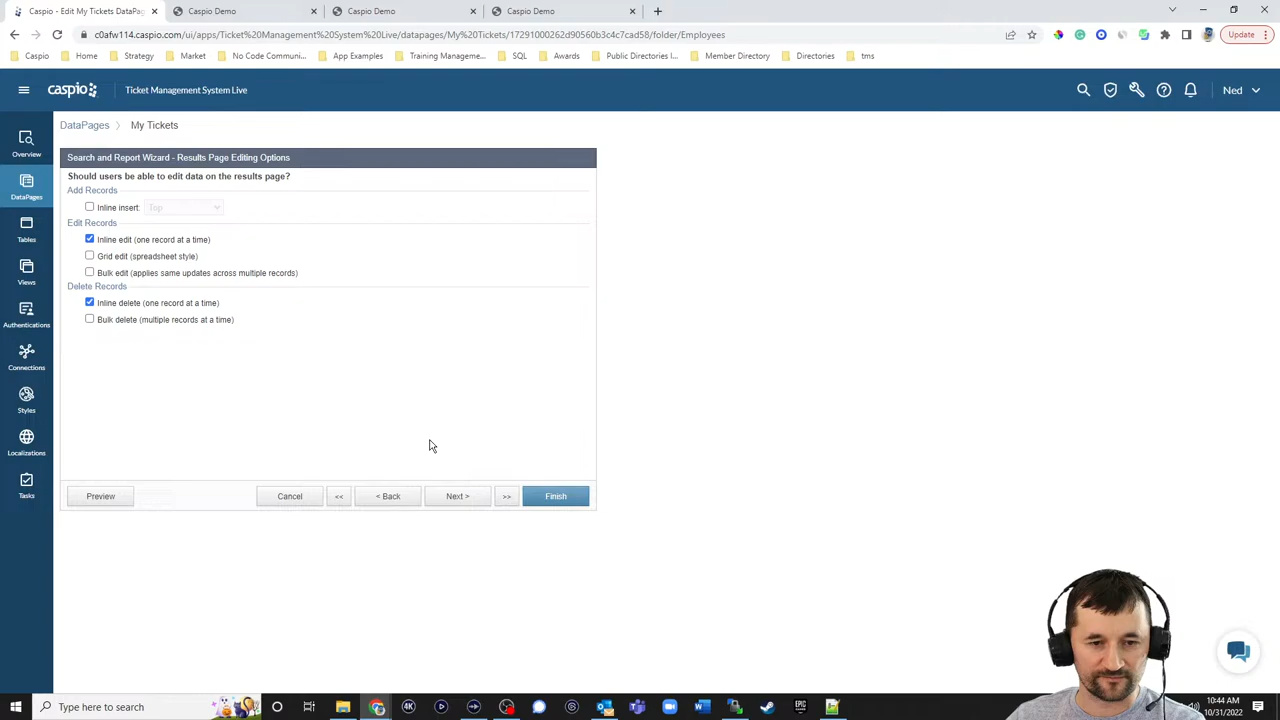 Caspio - Edit My Tickets DataPag
Caspio Demo
Caspio Demo
Caspio Demo
c0afw114.caspio.com/ui/apps/Ticket%20Management%20System%20Live/datapages/My%20Tickets/17291000262d90560b3c4c7cad58/folder/Employees
Update
Caspio
Home
Strategy
Market
No Code Communi...
App Examples
Training Manageme...
SQL
Awards
Public Directories I...
Member Directory
Directories
tms
caspio
Ticket Management System Live
Ned
DataPages
My Tickets
Overview
DataPages
Tables
Views
Authentications
Connections
Styles
Localizations
Tasks
Search and Report Wizard - Results Page Editing Options
Should users be able to edit data on the results page?
Add Records
Inline insert: Top
Edit Records
Inline edit (one record at a time)
Grid edit (spreadsheet style)
Bulk edit (applies same updates across multiple records)
Delete Records
Inline delete (one record at a time)
Bulk delete (multiple records at a time)
Preview
Cancel
<<
< Back
Next >
>>
Finish
Type here to search
4K
EPIC
10:44 AM
10/31/2022